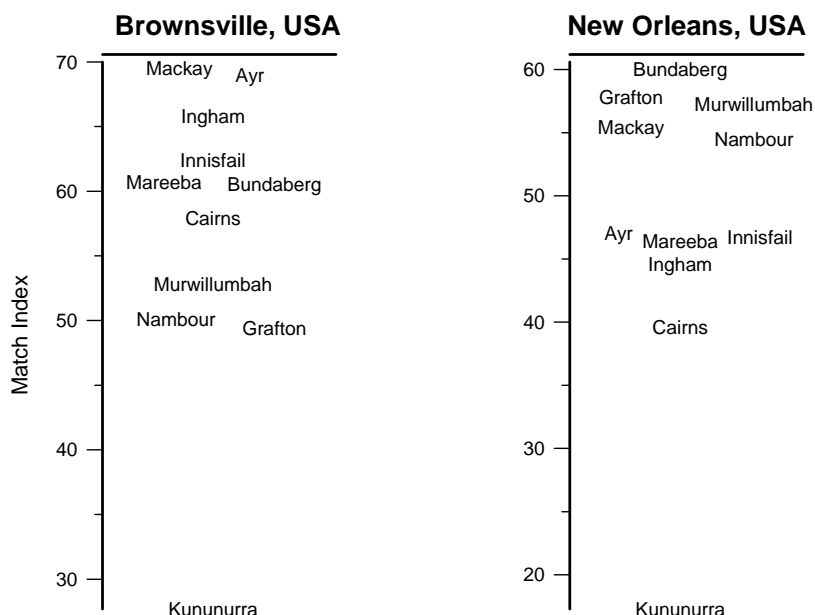 Brownsville, USA
70
60
50
40
30
Match Index
Mackay
Ayr
Ingham
Innisfail
Mareeba
Bundaberg
Cairns
Murwillumbah
Nambour
Grafton
Kununurra
New Orleans, USA
60
50
40
30
20
Bundaberg
Grafton
Murwillumbah
Mackay
Nambour
Ayr
Mareeba
Innisfail
Ingham
Cairns
Kununurra